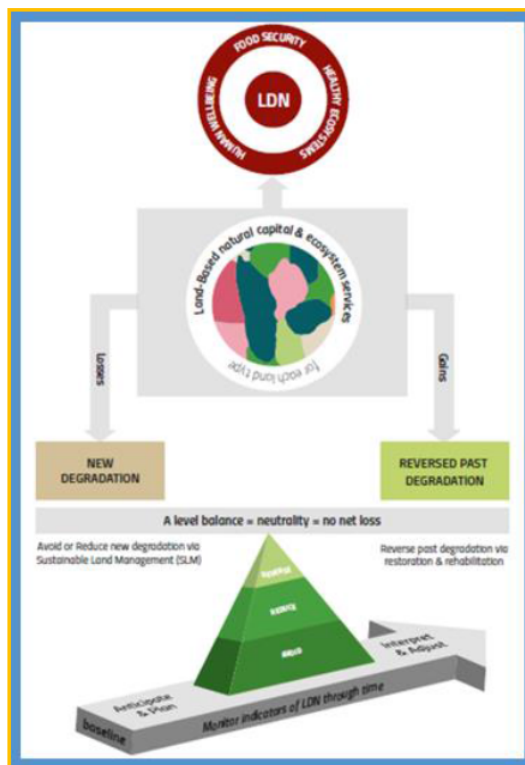 FOOD SECURITY
HUMAN WELLBEING
HEALTHY ECOSYSTEMS
LDN
Land-Based natural capital & ecosystem services
for each land type
Losses
Gains
NEW
DEGRADATION
REVERSED PAST
DEGRADATION
A level balance = neutrality = no net loss
Avoid or Reduce new degradation via
Sustainable Land Management (SLM)
Reverse past degradation via
restoration & rehabilitation
Anticipate
& Plan
Interpret
& Adjust
baseline
Monitor indicators of LDN through time